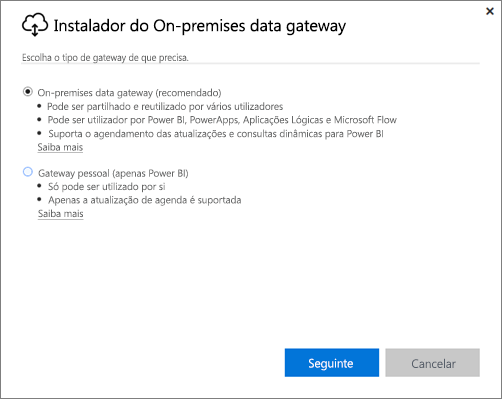 Instalador do On-premises data gateway
Escolha o tipo de gateway de que precisa.
On-premises data gateway (recomendado)
• Pode ser partilhado e reutilizado por vários utilizadores
• Pode ser utilizador por Power BI, PowerApps, Aplicações Lógicas e Microsoft Flow
• Suporta o agendamento das atualizações e consultas dinâmicas para Power BI
Saiba mais
Gateway pessoal (apenas Power BI)
• Só pode ser utilizado por si
• Apenas a atualização de agenda é suportada
Saiba mais
Seguinte
Cancelar